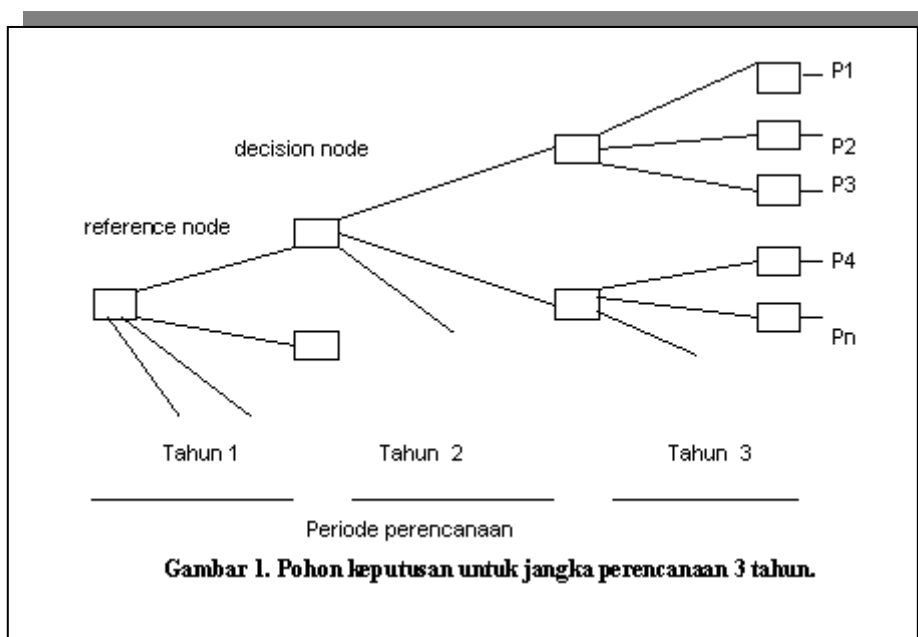 P1
decision node
P2
P3
reference node
P4
Pn
Tahun 1
Tahun 2
Tahun 3
Periode perencanaan
Gambar 1. Pohon keputusan untuk jangka perencanaan 3 tahun.